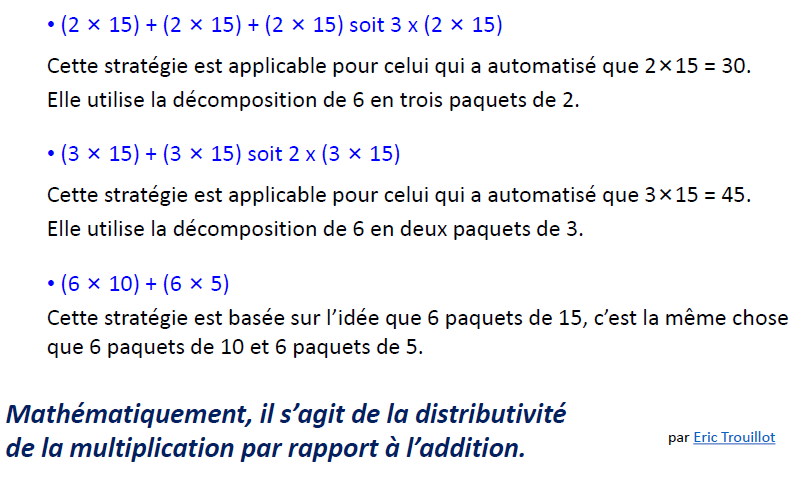 • (2 × 15) + (2 × 15) + (2 × 15) soit 3 x (2 × 15)
Cette stratégie est applicable pour celui qui a automatisé que 2×15 = 30.
Elle utilise la décomposition de 6 en trois paquets de 2.
• (3 × 15) + (3 × 15) soit 2 x (3 × 15)
Cette stratégie est applicable pour celui qui a automatisé que 3×15 = 45.
Elle utilise la décomposition de 6 en deux paquets de 3.
• (6 × 10) + (6 × 5)
Cette stratégie est basée sur l’idée que 6 paquets de 15, c’est la même chose
que 6 paquets de 10 et 6 paquets de 5.
Mathématiquement, il s’agit de la distributivité
de la multiplication par rapport à l’addition.
par Eric Trouillot